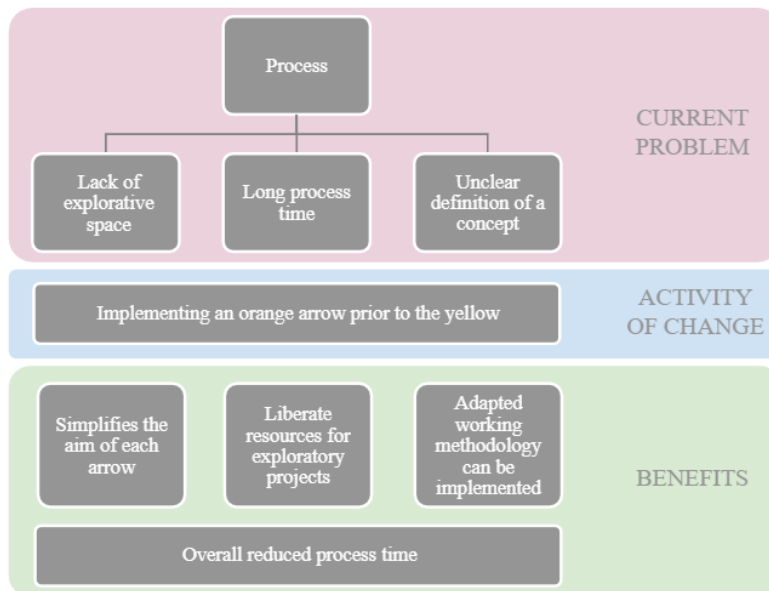 Process
CURRENT
PROBLEM
Lack of
explorative
space
Long process
time
Unclear
definition of a
concept
Implementing an orange arrow prior to the yellow
ACTIVITY
OF CHANGE
Simplifies the
aim of each
arrow
Liberate
resources for
exploratory
projects
Adapted
working
methodology
can be
implemented
BENEFITS
Overall reduced process time